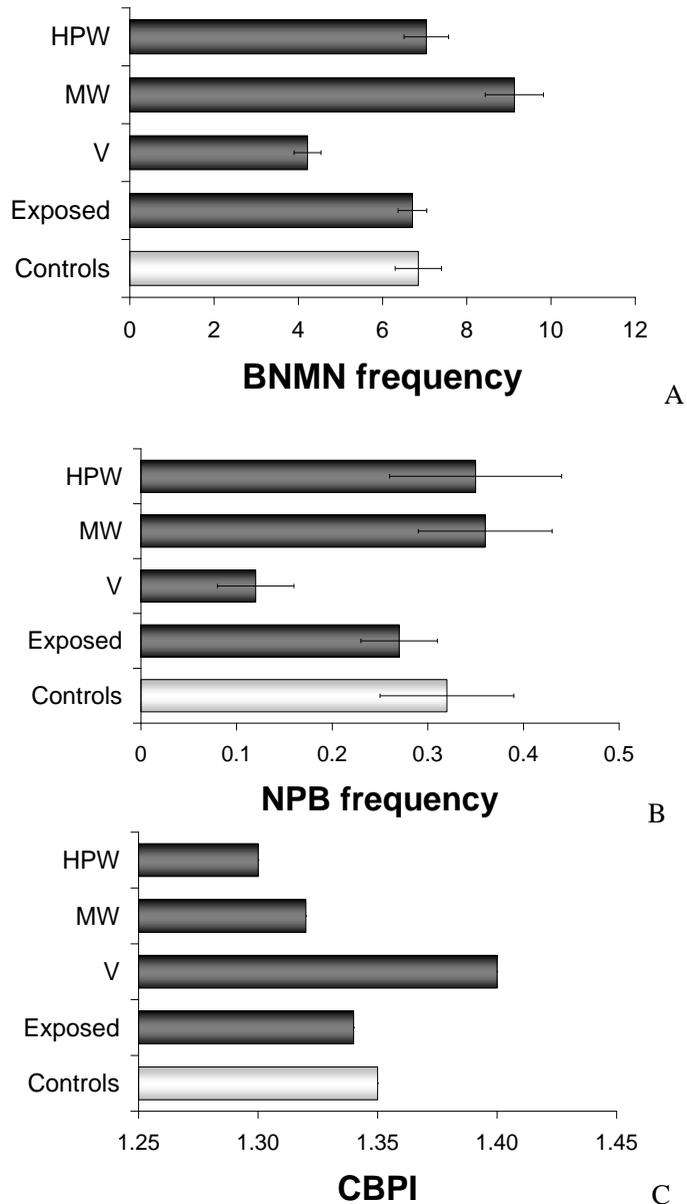 HPW
MW
V
Exposed
Controls
0 2 4 6 8 10 12
BNMN frequency
A
HPW
MW
V
Exposed
Controls
0 0.1 0.2 0.3 0.4 0.5
NPB frequency
B
HPW
MW
V
Exposed
Controls
1.25 1.30 1.35 1.40 1.45
CBPI
C